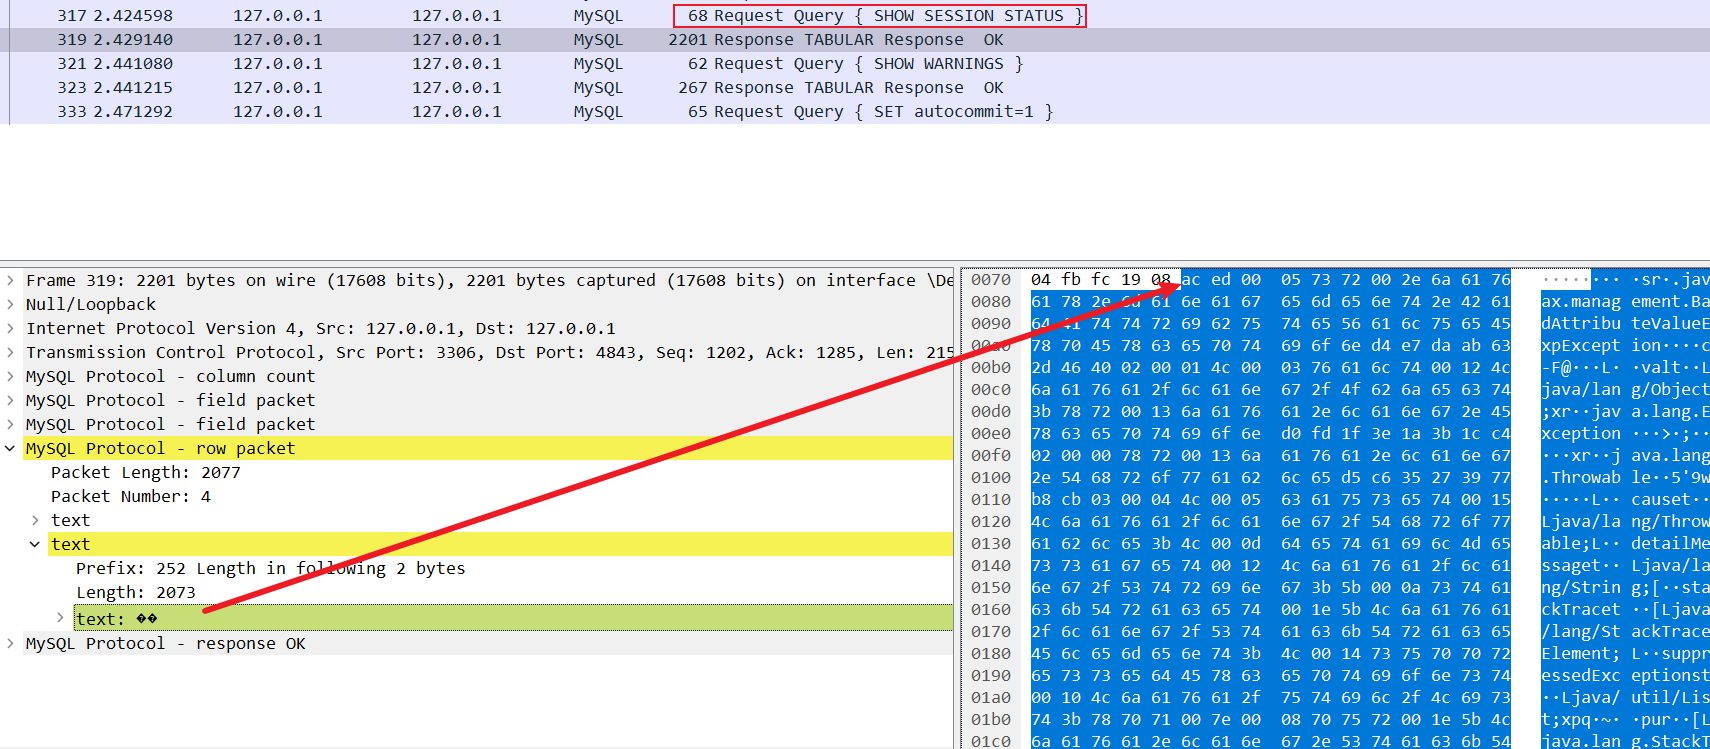 317 2.424598 127.0.0.1 127.0.0.1 MySQL 68 Request Query { SHOW SESSION STATUS }
319 2.429140 127.0.0.1 127.0.0.1 MySQL 2201 Response TABULAR Response OK
321 2.441080 127.0.0.1 127.0.0.1 MySQL 62 Request Query { SHOW WARNINGS }
323 2.441215 127.0.0.1 127.0.0.1 MySQL 267 Response TABULAR Response OK
333 2.471292 127.0.0.1 127.0.0.1 MySQL 65 Request Query { SET autocommit=1 }
Frame 319: 2201 bytes on wire (17608 bits), 2201 bytes captured (17608 bits) on interface \De
Null/Loopback
Internet Protocol Version 4, Src: 127.0.0.1, Dst: 127.0.0.1
Transmission Control Protocol, Src Port: 3306, Dst Port: 4843, Seq: 1202, Ack: 1285, Len: 215
MySQL Protocol - column count
MySQL Protocol - field packet
MySQL Protocol - field packet
MySQL Protocol - row packet
Packet Length: 2077
Packet Number: 4
text
text
Prefix: 252 Length in following 2 bytes
Length: 2073
text: ��
MySQL Protocol - response OK
0070 04 fb fc 19 08 ac ed 00 05 73 72 00 2e 6a 61 76 ········ ·sr·.jav
0080 61 78 2e 6d 61 6e 61 67 65 6d 65 6e 74 2e 42 61 ax.manag ement.Ba
0090 64 41 74 74 72 69 62 75 74 65 56 61 6c 75 65 45 dAttribu teValueE
00a0 78 70 45 78 63 65 70 74 69 6f 6e d4 e7 da ab 63 xpExcept ion····c
00b0 2d 46 40 02 00 01 4c 00 03 76 61 6c 74 00 12 4c -F@···L· ·valt··L
00c0 6a 61 76 61 2f 6c 61 6e 67 2f 4f 62 6a 65 63 74 java/lan g/Object
00d0 3b 78 72 00 13 6a 61 76 61 2e 6c 61 6e 67 2e 45 ;xr··jav a.lang.E
00e0 78 63 65 70 74 69 6f 6e d0 fd 1f 3e 1a 3b 1c c4 xception ···>·;··
00f0 02 00 00 78 72 00 13 6a 61 76 61 2e 6c 61 6e 67 ···xr··j ava.lang
0100 2e 54 68 72 6f 77 61 62 6c 65 d5 c6 35 27 39 77 .Throwab le··5'9w
0110 b8 cb 03 00 04 4c 00 05 63 61 75 73 65 74 00 15 ·····L·· causet··
0120 4c 6a 61 76 61 2f 6c 61 6e 67 2f 54 68 72 6f 77 Ljava/la ng/Throw
0130 61 62 6c 65 3b 4c 00 0d 64 65 74 61 69 6c 4d 65 able;L·· detailMe
0140 73 73 61 67 65 74 00 12 4c 6a 61 76 61 2f 6c 61 ssaget·· Ljava/la
0150 6e 67 2f 53 74 72 69 6e 67 3b 5b 00 0a 73 74 61 ng/Strin g;[··sta
0160 63 6b 54 72 61 63 65 74 00 1e 5b 4c 6a 61 76 61 ckTracet ··[Ljava
0170 2f 6c 61 6e 67 2f 53 74 61 63 6b 54 72 61 63 65 /lang/St ackTrace
0180 45 6c 65 6d 65 6e 74 3b 4c 00 14 73 75 70 70 72 Element; L··suppr
0190 65 73 73 65 64 45 78 63 65 70 74 69 6f 6e 73 74 essedExc eptionst
01a0 00 10 4c 6a 61 76 61 2f 75 74 69 6c 2f 4c 69 73 ··Ljava/ util/Lis
01b0 74 3b 78 70 71 00 7e 00 08 70 75 72 00 1e 5b 4c t;xpq·~· ·pur··[L
01c0 6a 61 76 61 2e 6c 61 6e 67 2e 53 74 61 63 6b 54 java.lan g.StackT